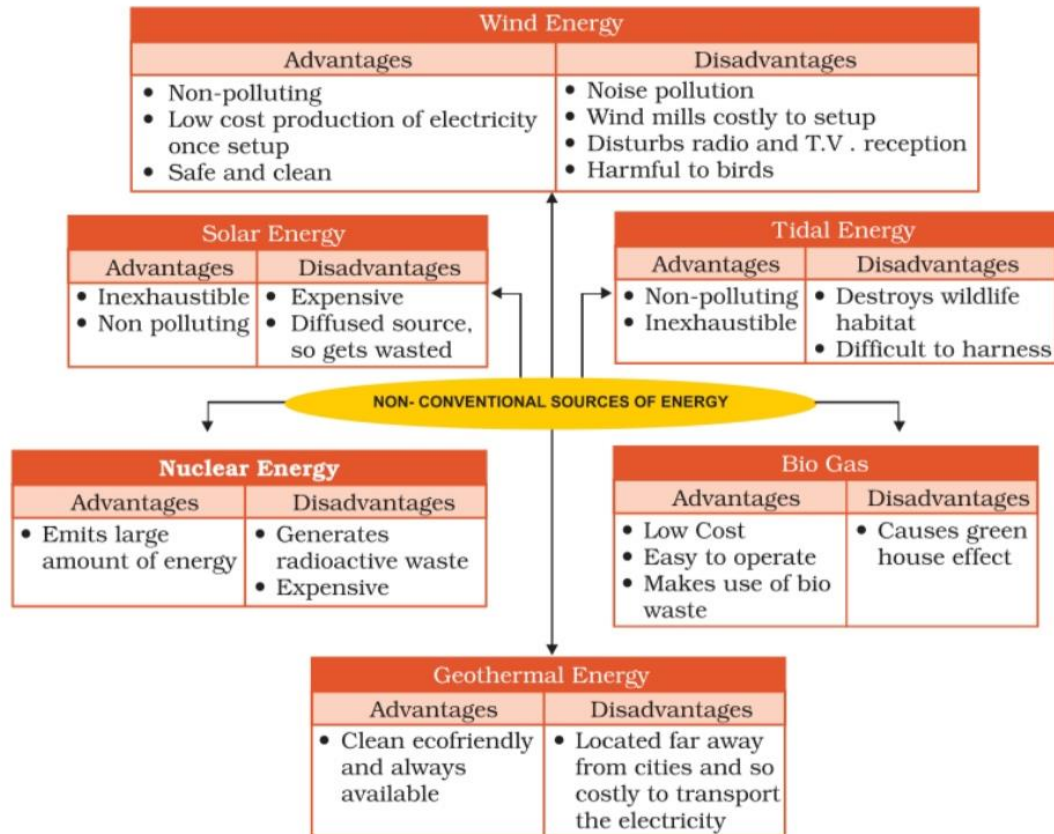 Wind Energy
Advantages
Disadvantages
• Non-polluting
• Low cost production of electricity
once setup
• Safe and clean
• Noise pollution
• Wind mills costly to setup
• Disturbs radio and T.V . reception
• Harmful to birds
Solar Energy
Advantages
Disadvantages
• Inexhaustible
• Non polluting
• Expensive
• Diffused source,
so gets wasted
Tidal Energy
Advantages
Disadvantages
• Non-polluting
• Inexhaustible
• Destroys wildlife
habitat
• Difficult to harness
NON- CONVENTIONAL SOURCES OF ENERGY
Nuclear Energy
Advantages
Disadvantages
• Emits large
amount of energy
• Generates
radioactive waste
• Expensive
Bio Gas
Advantages
Disadvantages
• Low Cost
• Easy to operate
• Makes use of bio
waste
• Causes green
house effect
Geothermal Energy
Advantages
Disadvantages
• Clean ecofriendly
and always
available
• Located far away
from cities and so
costly to transport
the electricity